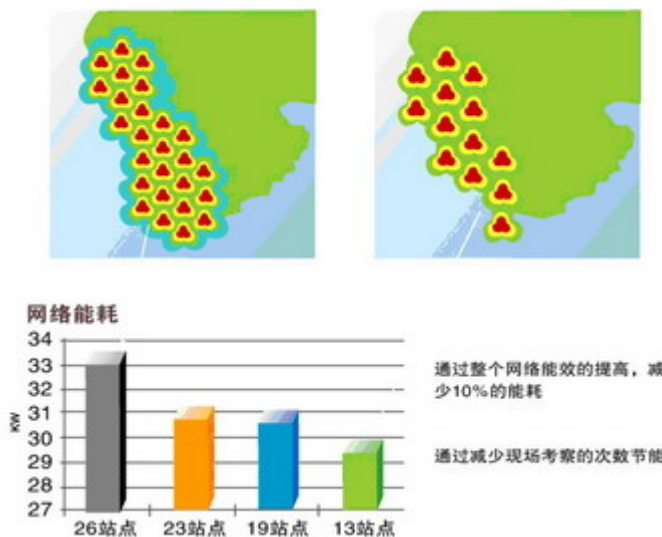 网络能耗
34
33
32
31
30
29
28
27
KW
26站点
23站点
19站点
13站点
通过整个网络能效的提高，减
少10%的能耗
通过减少现场考察的次数节能